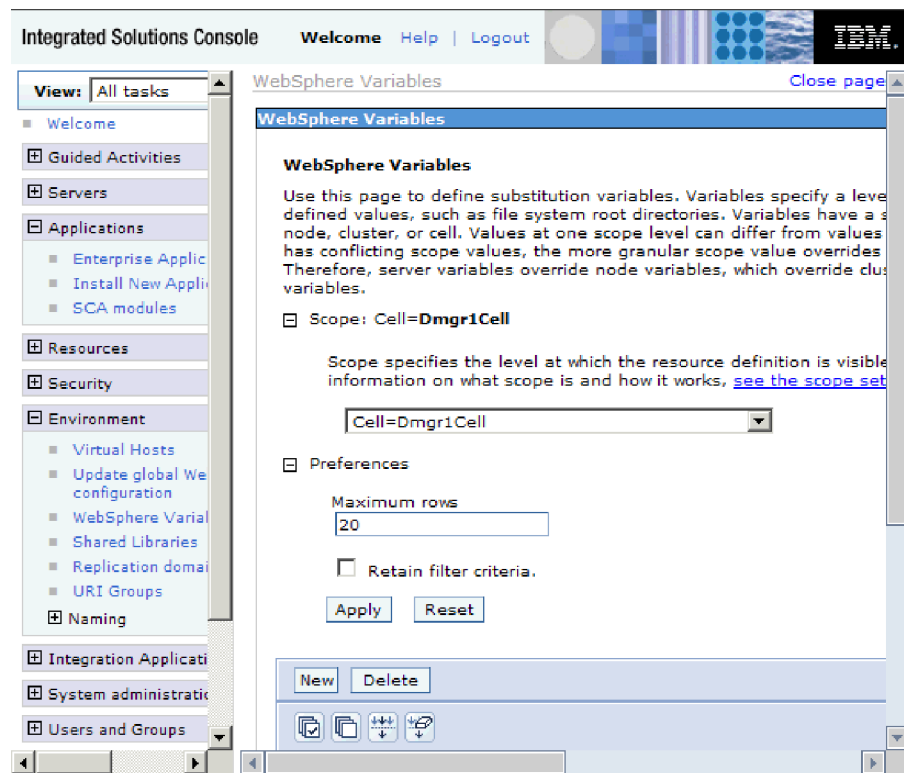 Integrated Solutions Console Welcome Help | Logout IBM.
View: All tasks
Welcome
Guided Activities
Servers
Applications
Enterprise Applic
Install New Applic
SCA modules
Resources
Security
Environment
Virtual Hosts
Update global We
configuration
WebSphere Varial
Shared Libraries
Replication domai
URI Groups
Naming
Integration Applicati
System administratio
Users and Groups
WebSphere Variables Close page
WebSphere Variables
WebSphere Variables
Use this page to define substitution variables. Variables specify a leve
defined values, such as file system root directories. Variables have a s
node, cluster, or cell. Values at one scope level can differ from values
has conflicting scope values, the more granular scope value overrides
Therefore, server variables override node variables, which override clus
variables.
Scope: Cell=Dmgr1Cell
Scope specifies the level at which the resource definition is visible
information on what scope is and how it works, see the scope set
Cell=Dmgr1Cell
Preferences
Maximum rows
20
Retain filter criteria.
Apply Reset
New Delete